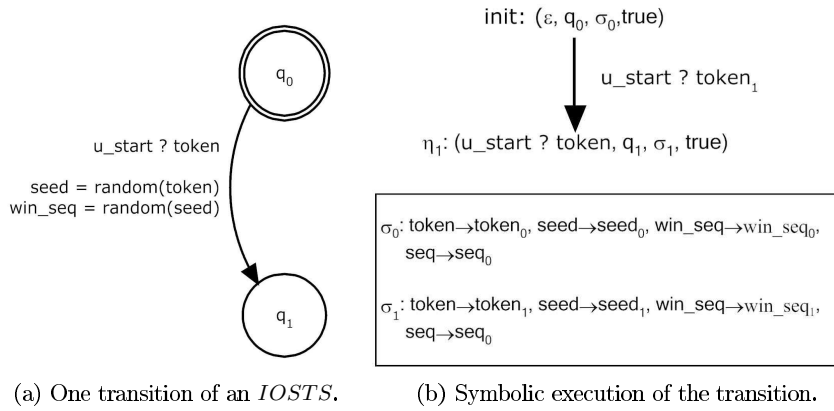 q₀
u_start ? token
seed = random(token)
win_seq = random(seed)
q₁
(a) One transition of an IOSTS.
init: (ε, q₀, σ₀,true)
u_start ? token₁
η₁: (u_start ? token, q₁, σ₁, true)
σ₀: token→token₀, seed→seed₀, win_seq→win_seq₀,
seq→seq₀
σ₁: token→token₁, seed→seed₁, win_seq→win_seq₁,
seq→seq₀
(b) Symbolic execution of the transition.